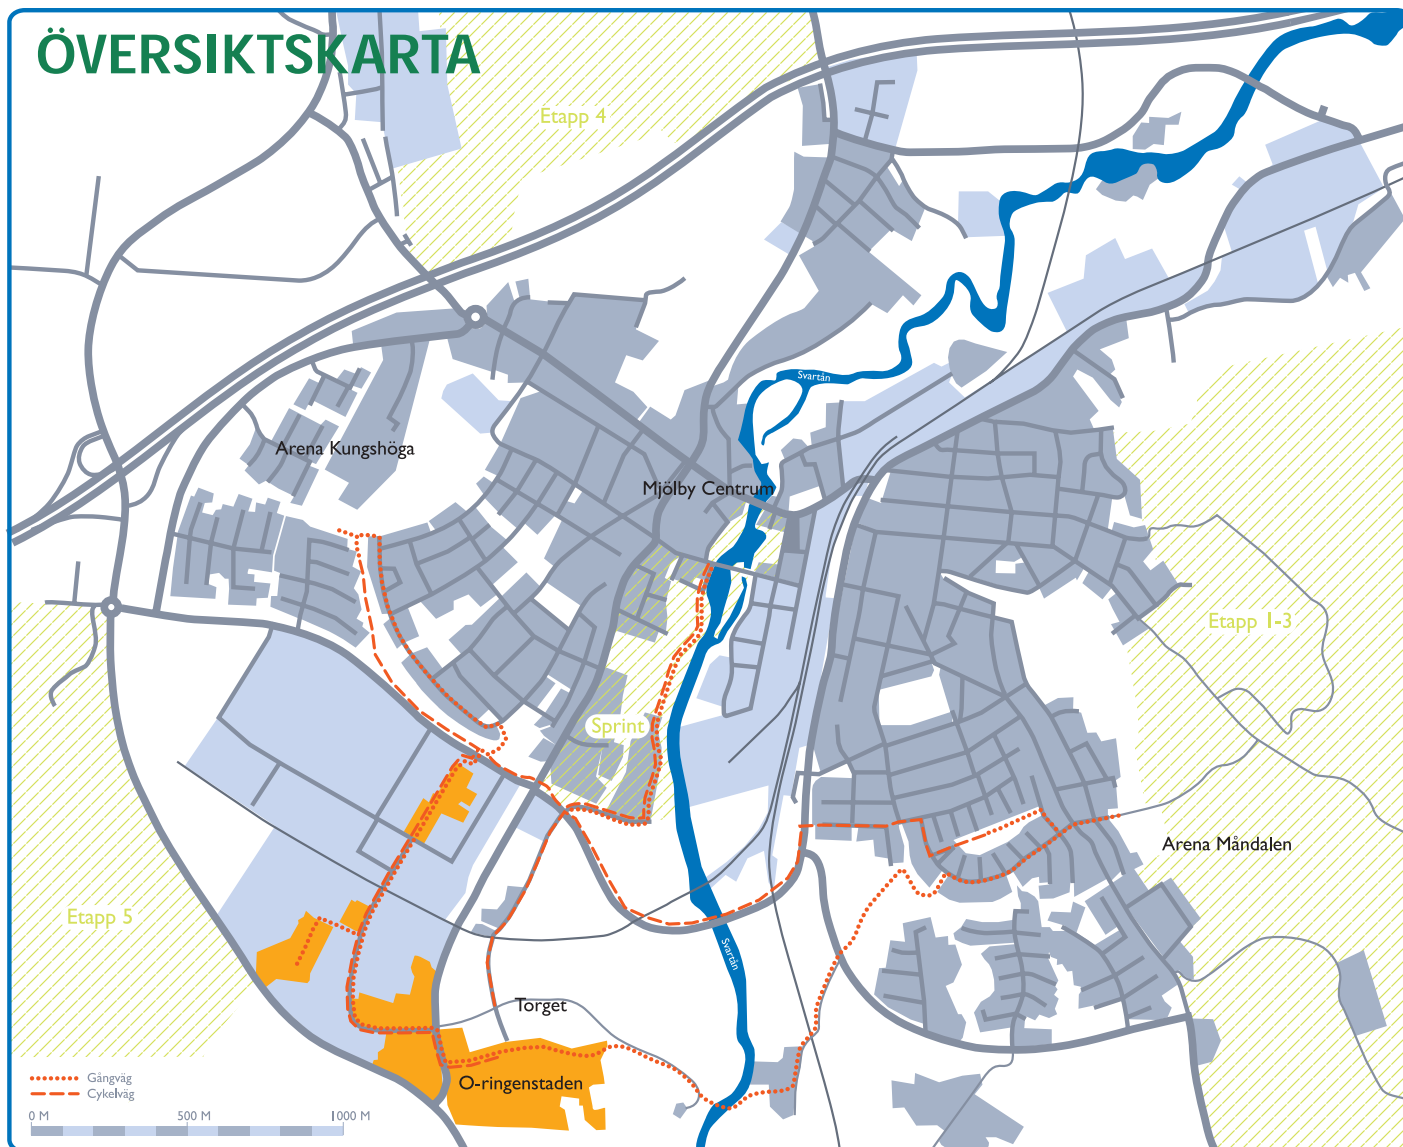 ÖVERSIKTSKARTA
Etapp 4
Svartån
Arena Kungshöga
Mjölby Centrum
Etapp 1-3
Sprint
Arena Måndalen
Etapp 5
Svartån
Torget
O-ringenstaden
Gångväg
Cykelväg
0 M 500 M 1000 M